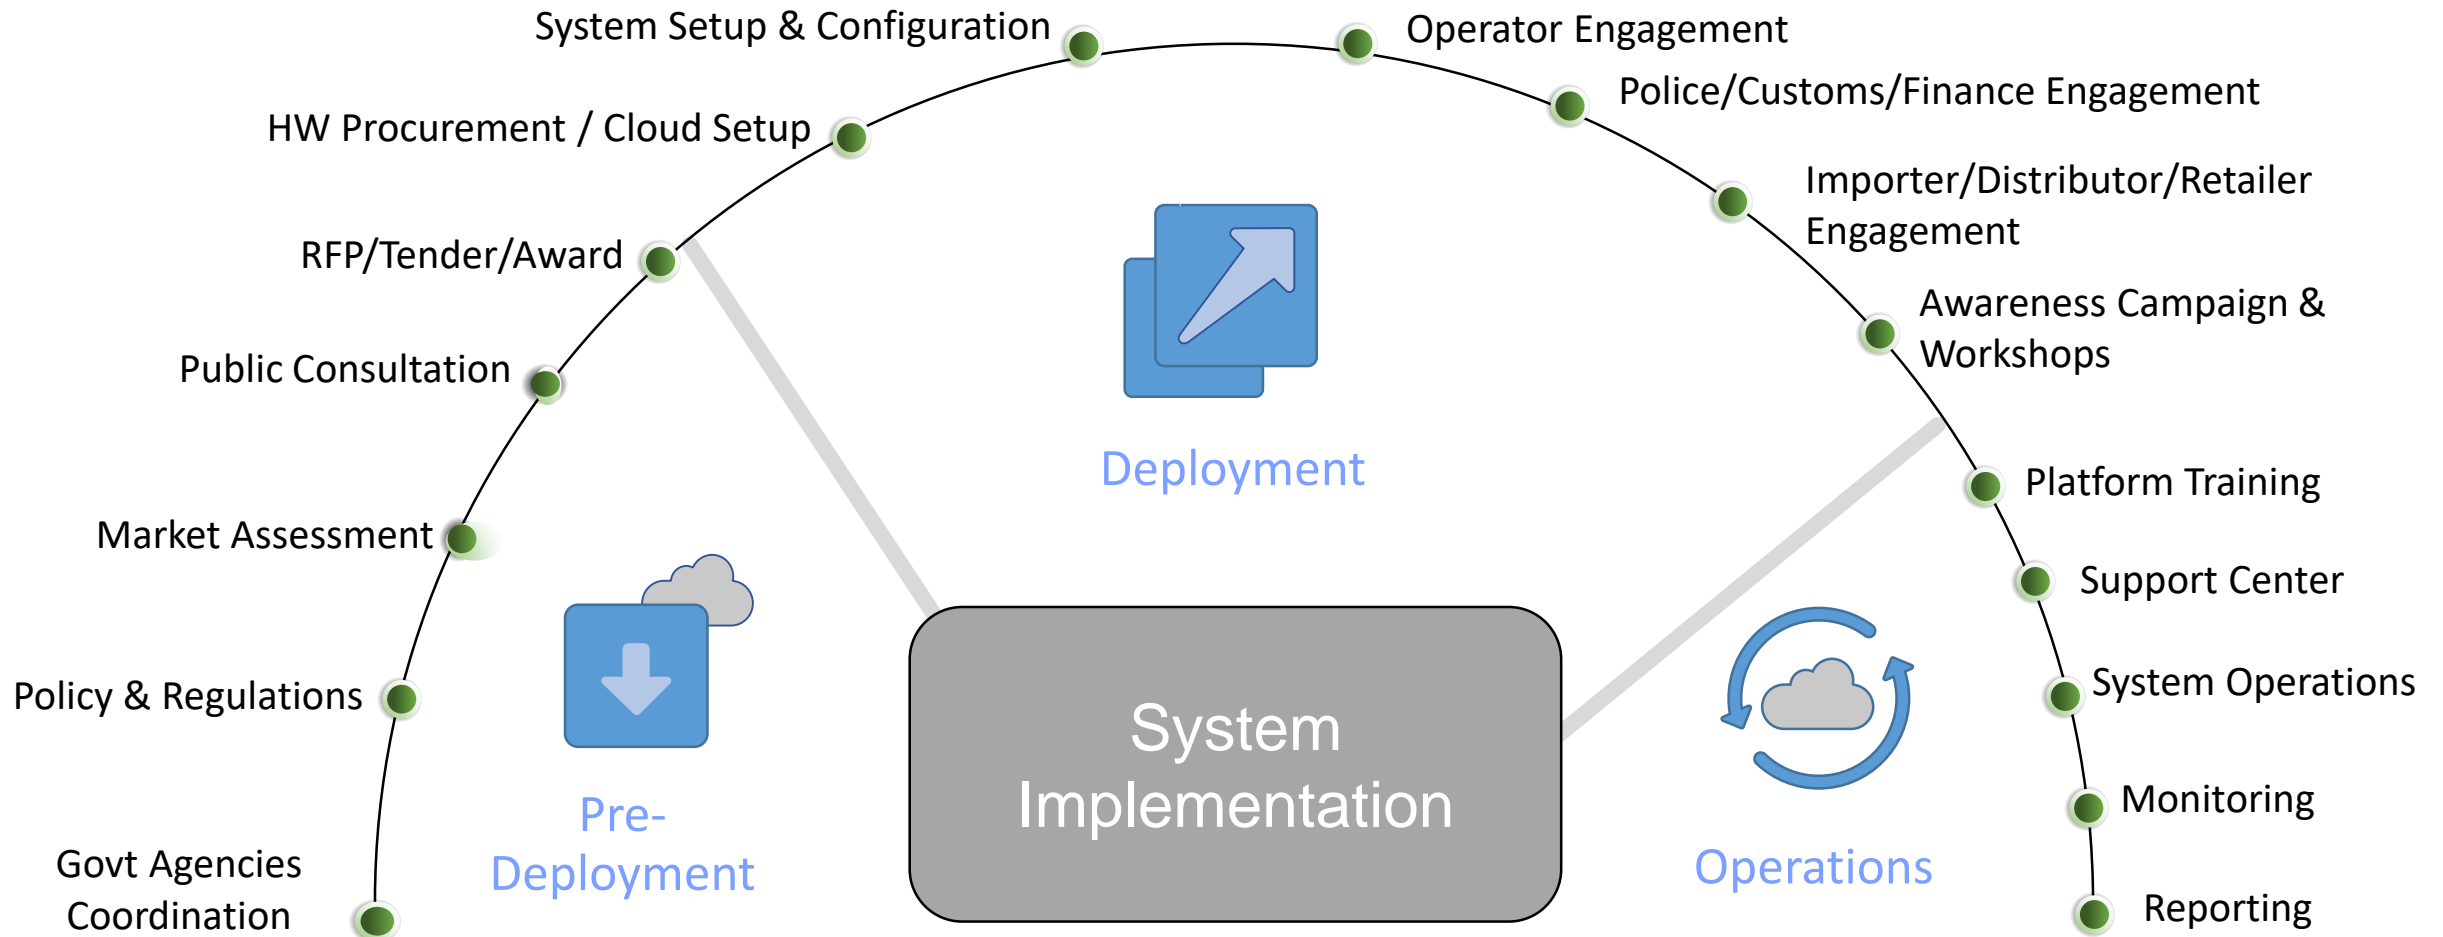 System Setup & Configuration
Operator Engagement
Police/Customs/Finance Engagement
HW Procurement / Cloud Setup
Importer/Distributor/Retailer
Engagement
RFP/Tender/Award
Awareness Campaign &
Workshops
Public Consultation
Deployment
Platform Training
Market Assessment
Support Center
Policy & Regulations
System Operations
System
Implementation
Monitoring
Pre-
Deployment
Operations
Govt Agencies
Coordination
Reporting